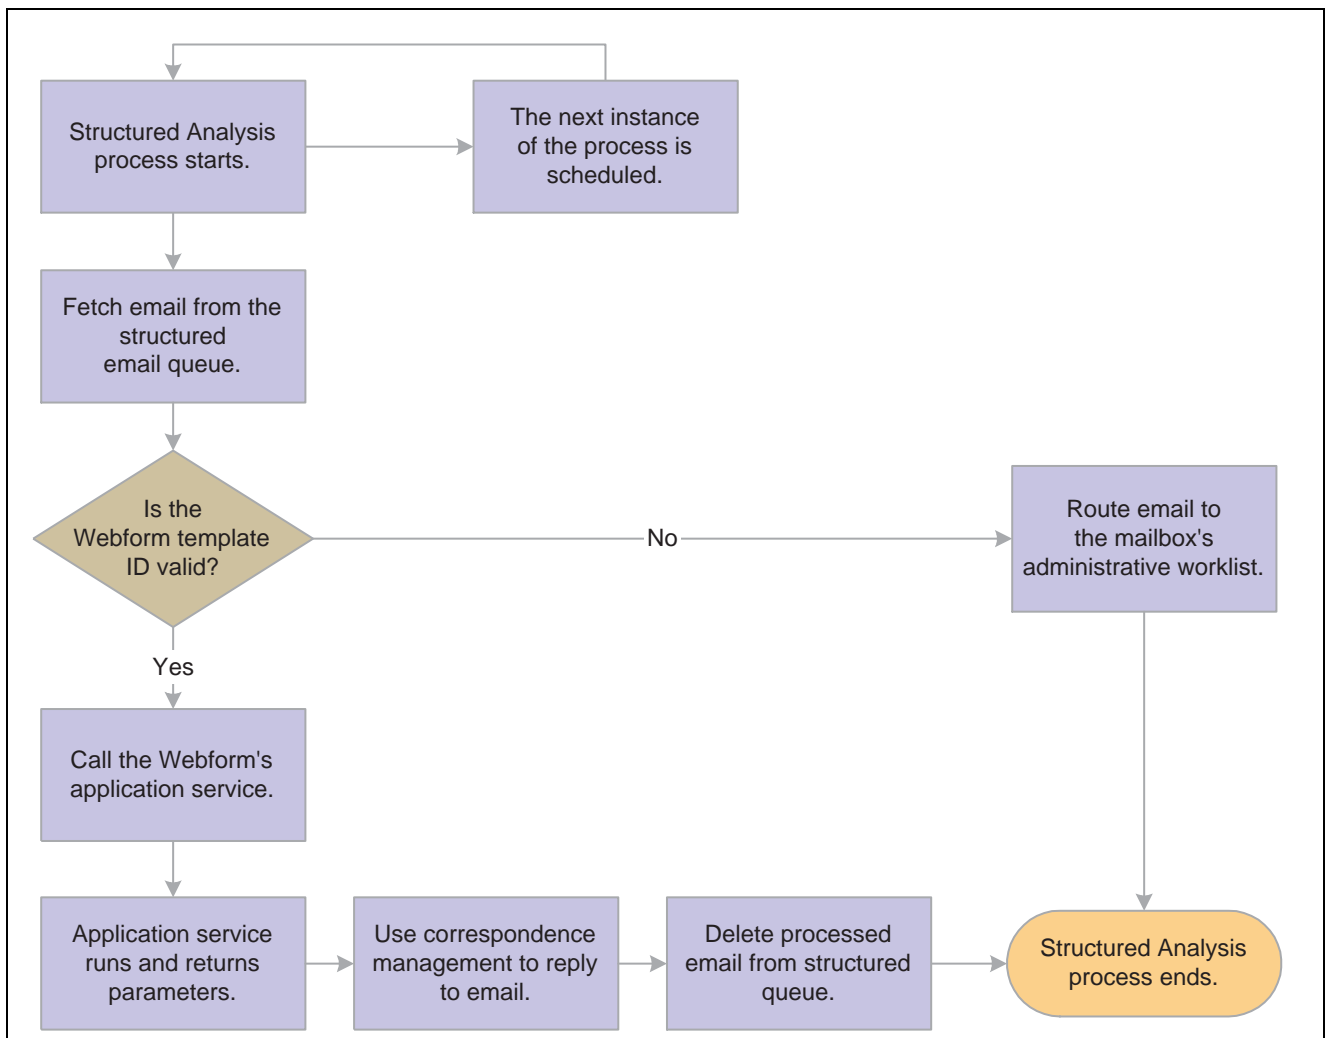 Structured Analysis
process starts.
The next instance
of the process is
scheduled.
Fetch email from the
structured
email queue.
Is the
Webform template
ID valid?
No
Route email to
the mailbox's
administrative worklist.
Yes
Call the Webform's
application service.
Application service
runs and returns
parameters.
Use correspondence
management to reply
to email.
Delete processed
email from structured
queue.
Structured Analysis
process ends.